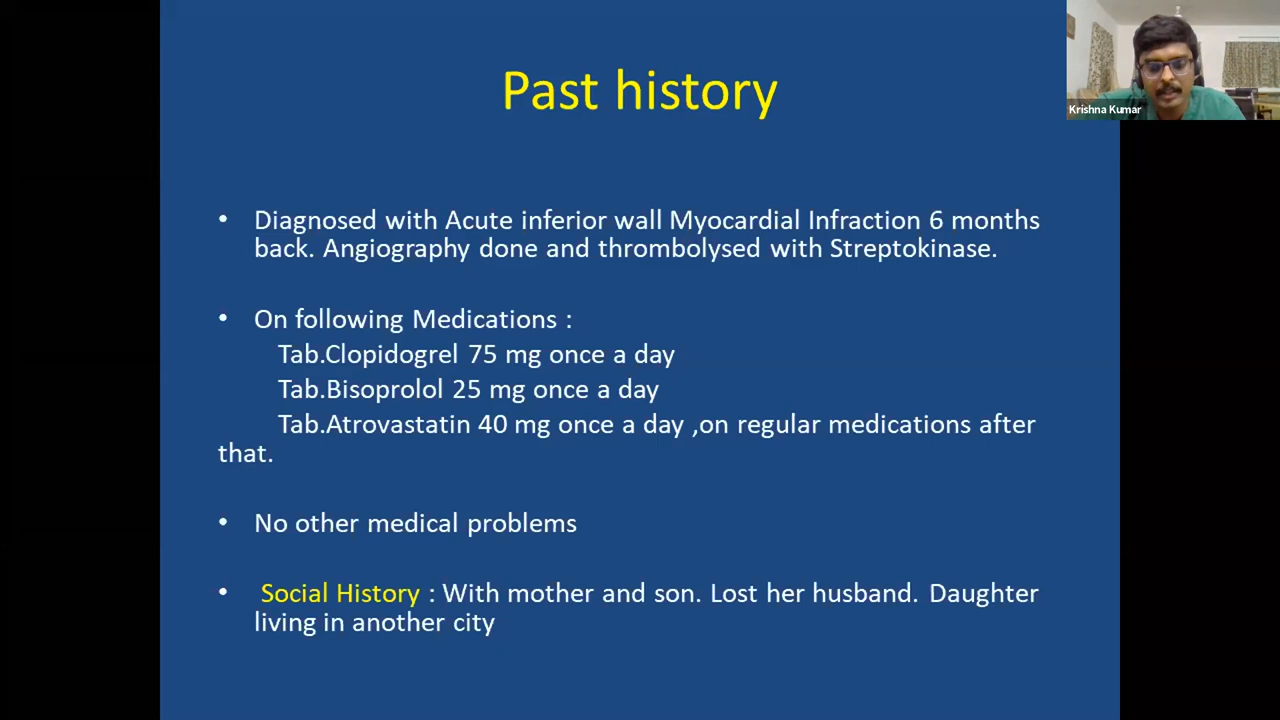 Past history
Krishna Kumar
• Diagnosed with Acute inferior wall Myocardial Infraction 6 months
back. Angiography done and thrombolysed with Streptokinase.
• On following Medications :
Tab.Clopidogrel 75 mg once a day
Tab.Bisoprolol 25 mg once a day
Tab.Atrovastatin 40 mg once a day ,on regular medications after
that.
• No other medical problems
• Social History : With mother and son. Lost her husband. Daughter
living in another city